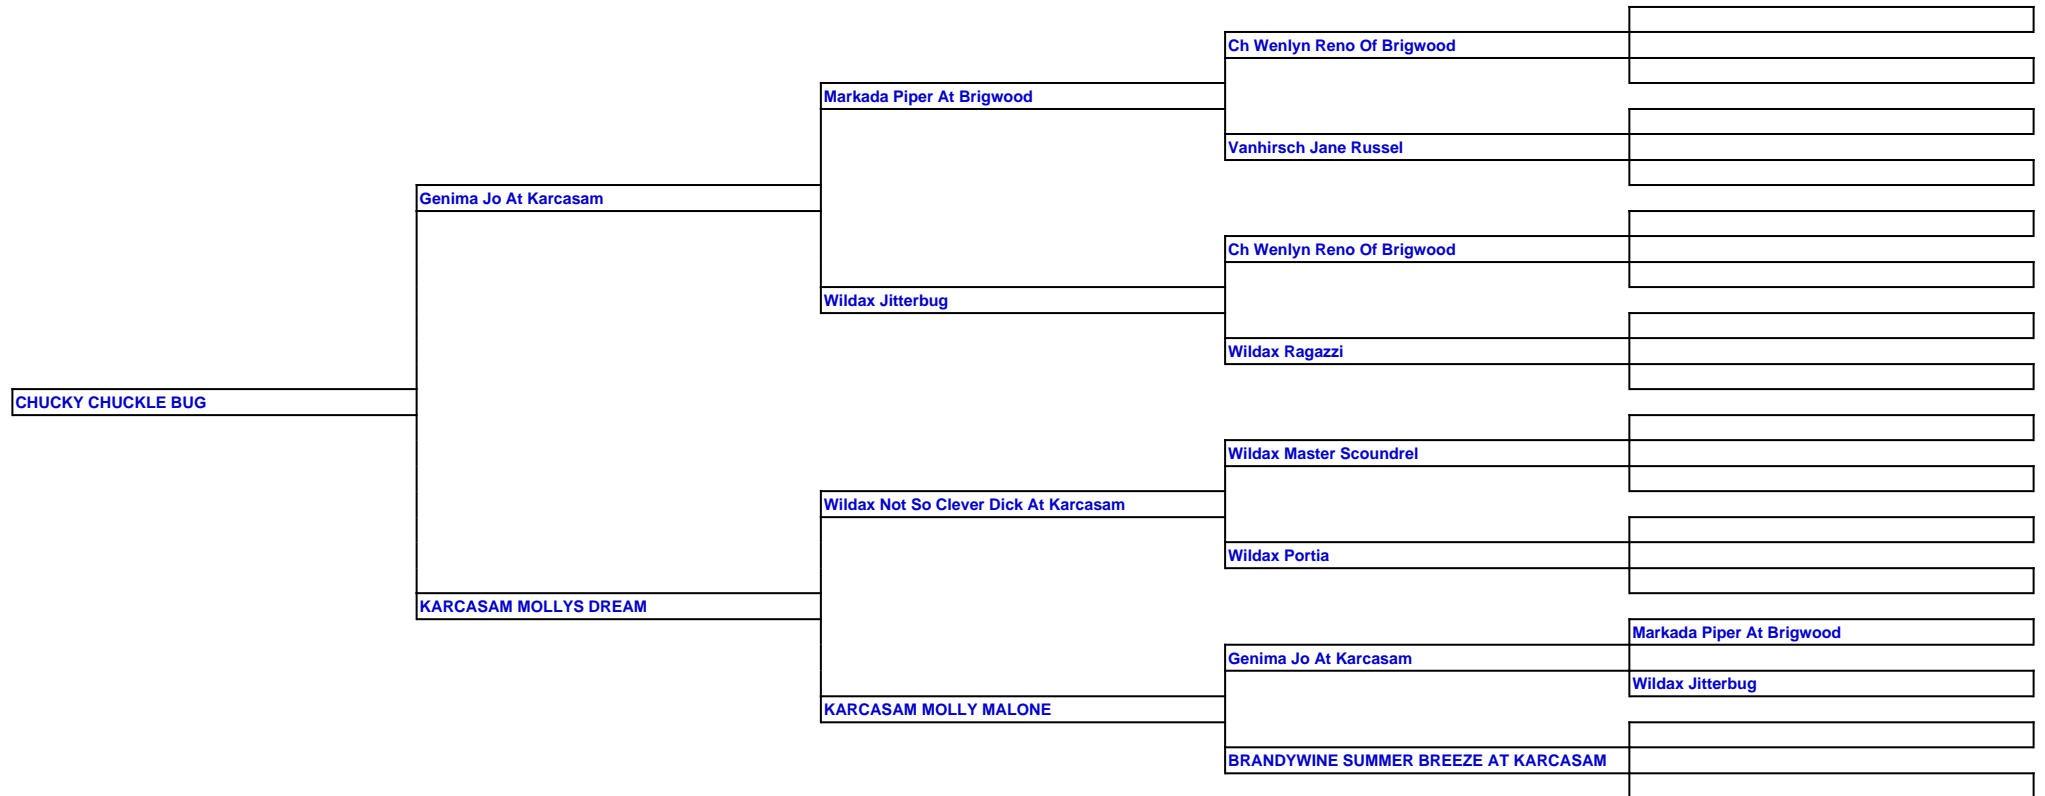 Ch Wenlyn Reno Of Brigwood
Markada Piper At Brigwood
Vanhirsch Jane Russel
Genima Jo At Karcasam
Ch Wenlyn Reno Of Brigwood
Wildax Jitterbug
Wildax Ragazzi
CHUCKY CHUCKLE BUG
Wildax Master Scoundrel
Wildax Not So Clever Dick At Karcasam
Wildax Portia
KARCASAM MOLLYS DREAM
Markada Piper At Brigwood
Genima Jo At Karcasam
Wildax Jitterbug
KARCASAM MOLLY MALONE
BRANDYWINE SUMMER BREEZE AT KARCASAM